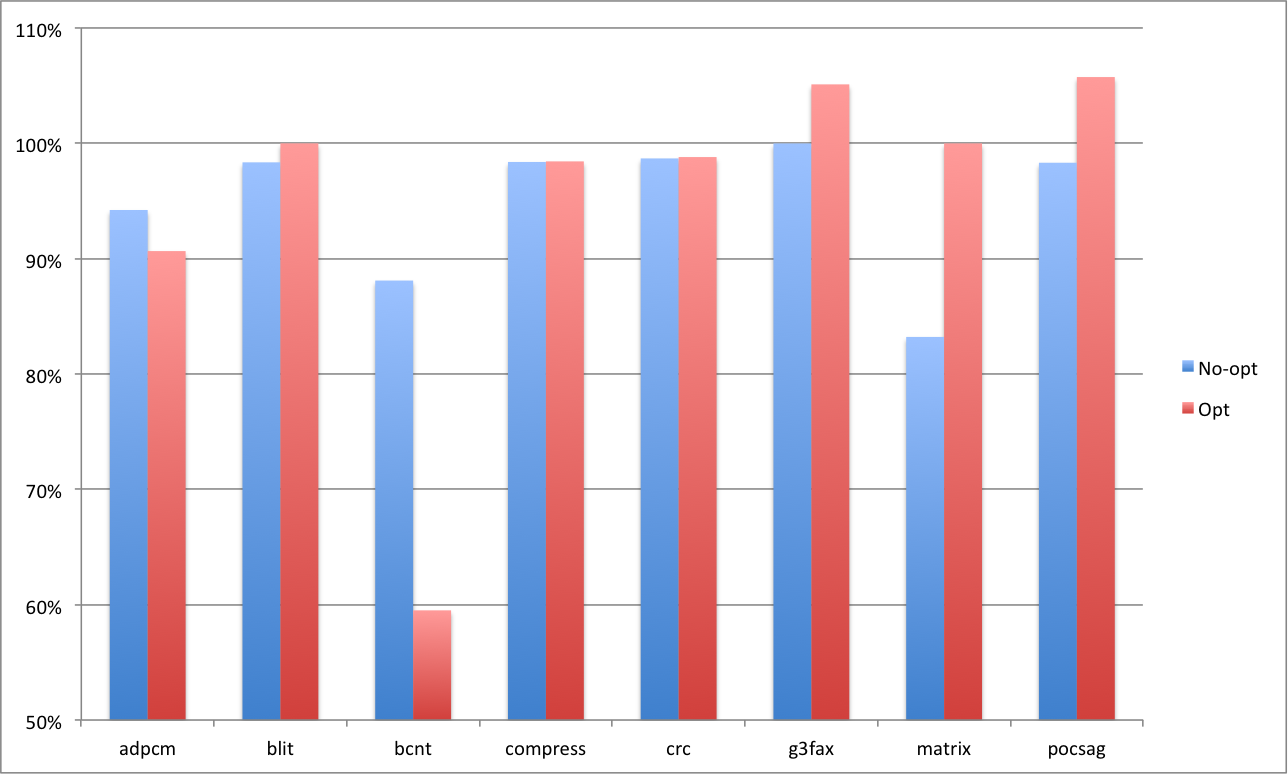 110%
100%
90%
80%
70%
60%
50%
adpcm
blit
bcnt
compress
crc
g3fax
matrix
pocsag
No-opt
Opt